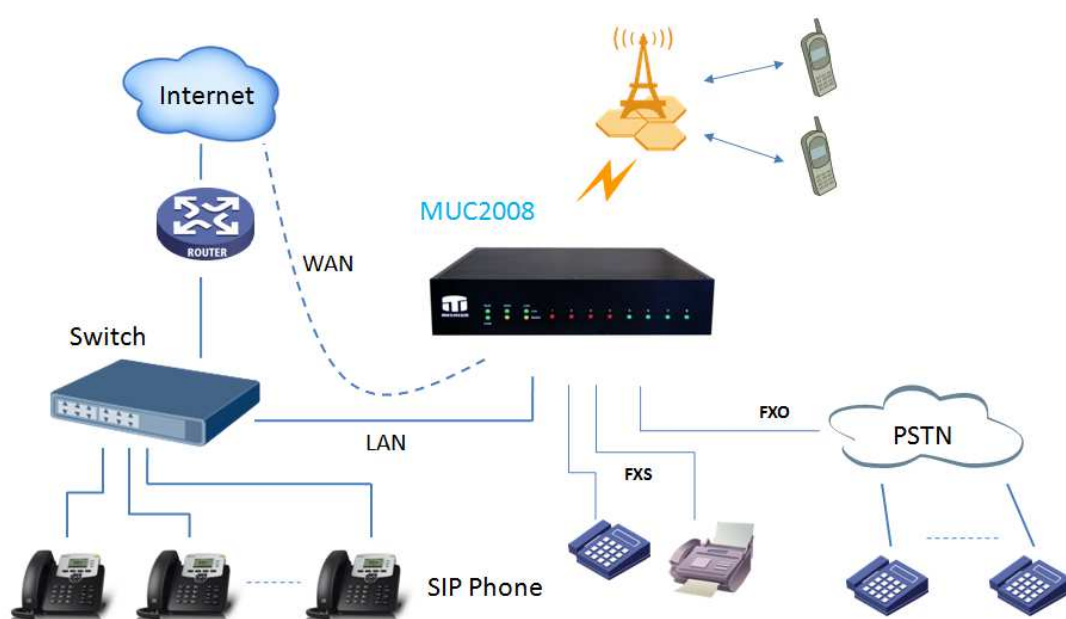 Internet
MUC2008
ROUTER
WAN
Switch
FXO
PSTN
LAN
FXS
SIP Phone